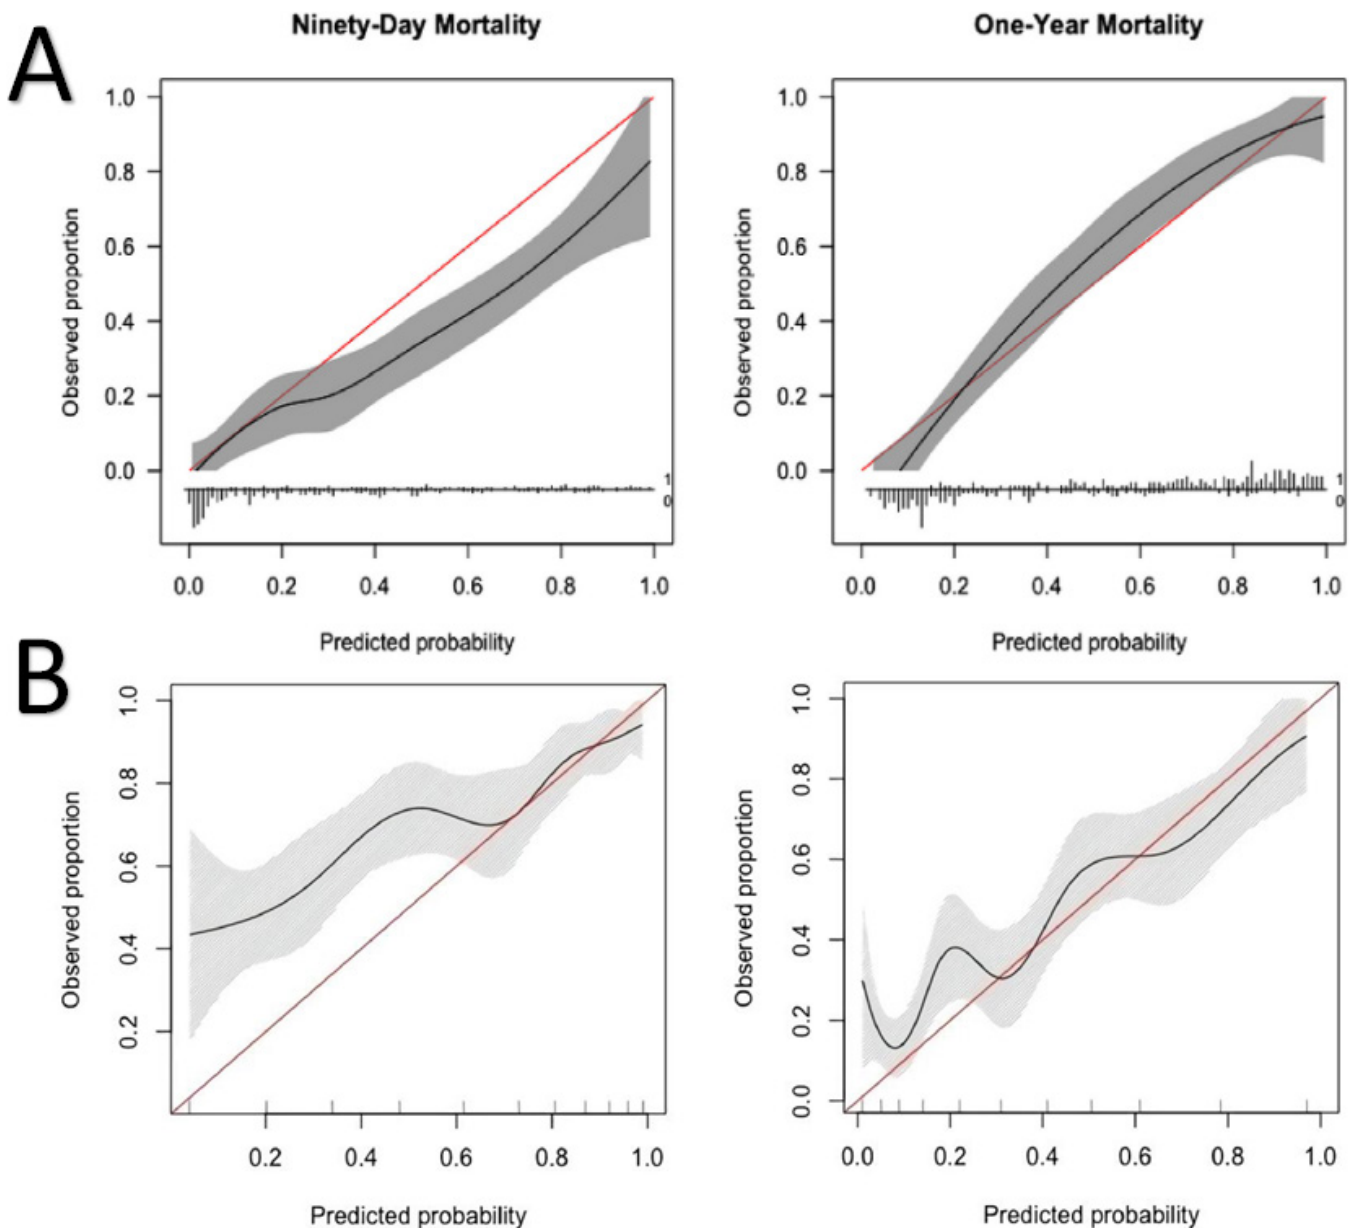 A
Ninety-Day Mortality
Observed proportion
1.0
0.8
0.6
0.4
0.2
0.0
1
0
0.0 0.2 0.4 0.6 0.8 1.0
Predicted probability
One-Year Mortality
Observed proportion
1.0
0.8
0.6
0.4
0.2
0.0
1
0
0.0 0.2 0.4 0.6 0.8 1.0
Predicted probability
B
Observed proportion
1.0
0.8
0.6
0.4
0.2
0.2 0.4 0.6 0.8 1.0
Predicted probability
Observed proportion
1.0
0.8
0.6
0.4
0.2
0.0
0.0 0.2 0.4 0.6 0.8 1.0
Predicted probability